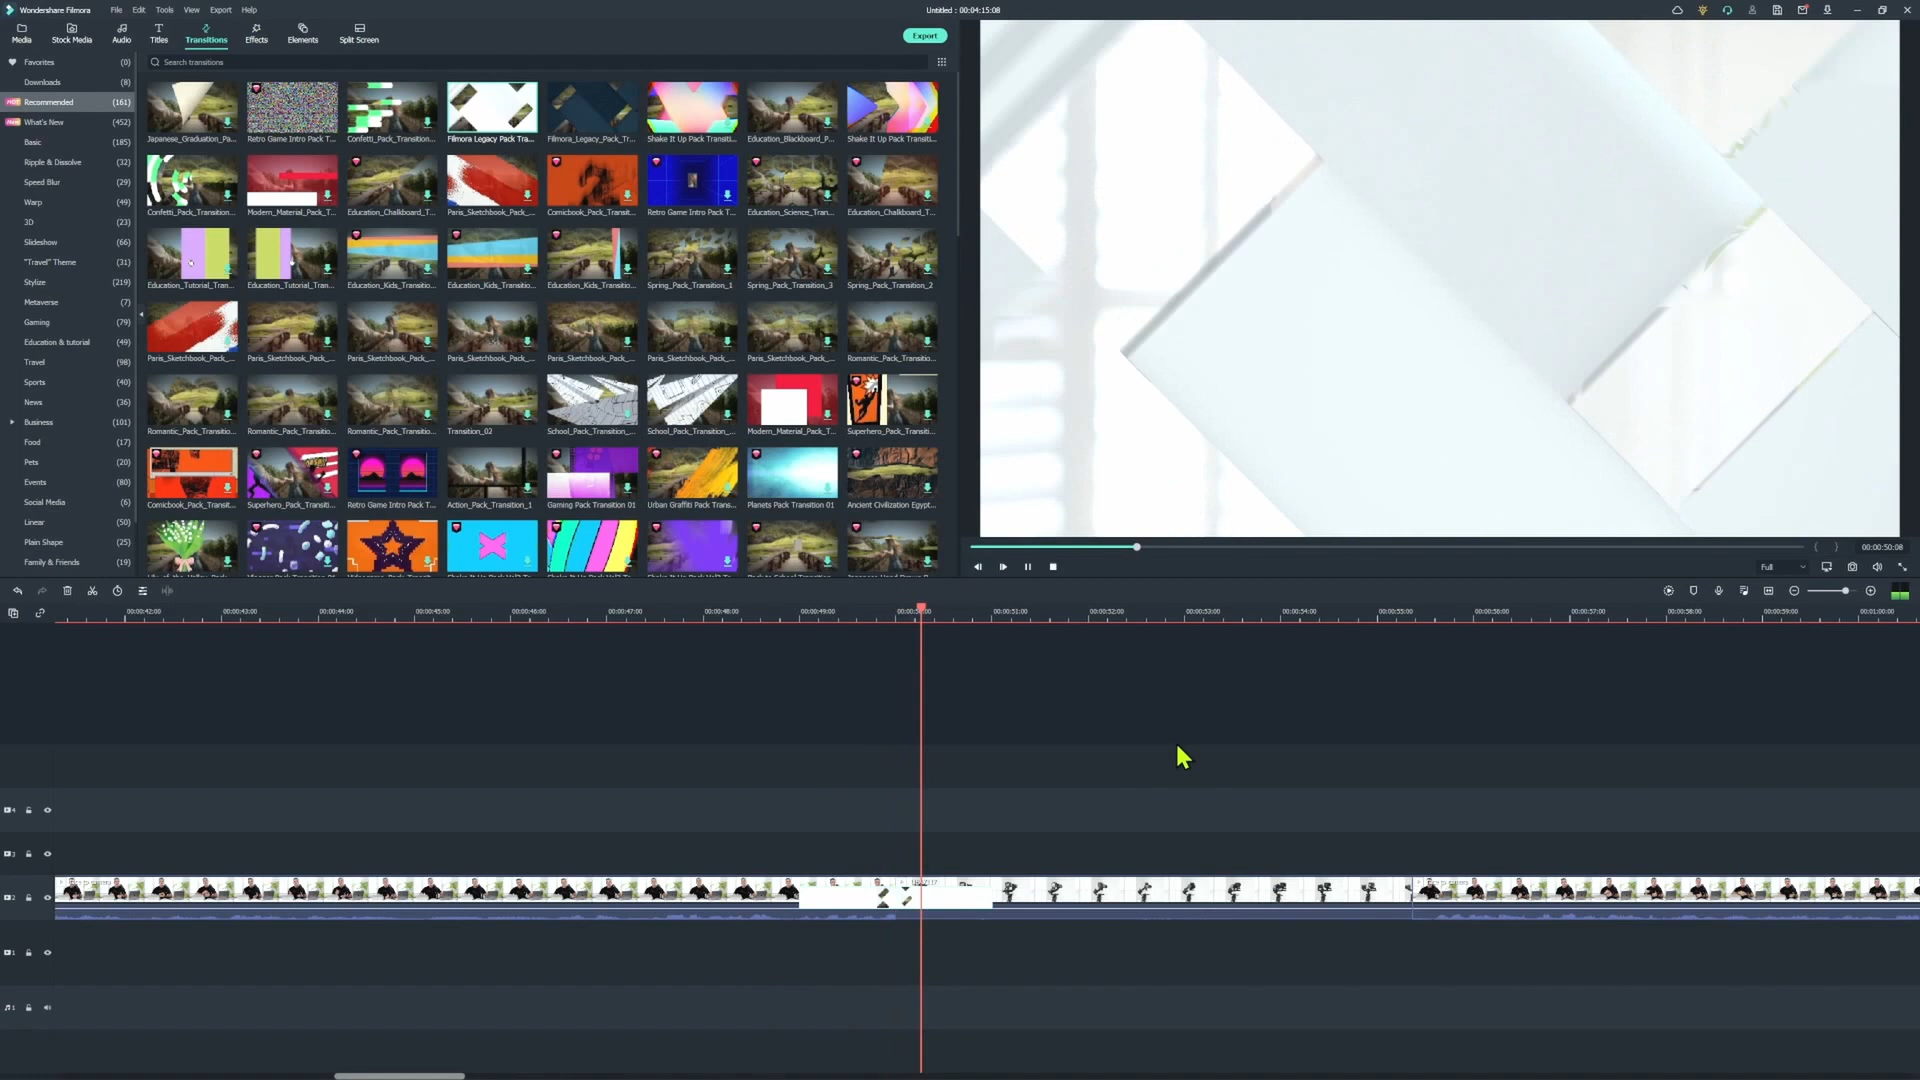 Wondershare Filmora File Edit Tools View Export Help Untitled : 00:04:15:08
Media Stock Media Audio Titles Transitions Effects Elements Split Screen Export
Search transitions
Favorites (0)
Downloads (8)
Recommended (161)
What's New (452)
Basic (185)
Ripple & Dissolve (32)
Speed Blur (29)
Warp (49)
3D (23)
Slideshow (66)
"Travel" Theme (31)
Stylize (219)
Metaverse (7)
Gaming (79)
Education & tutorial (49)
Travel (98)
Sports (40)
News (36)
Business (101)
Food (17)
Pets (20)
Events (80)
Social Media (6)
Linear (50)
Plain Shape (25)
Family & Friends (19)
Japanese_Graduation_Pa... Retro Game Intro Pack T... Confetti_Pack_Transition... Filmora Legacy Pack Tra... Filmora_Legacy_Pack_Tr... Shake It Up Pack Transiti... Education_Blackboard_P... Shake It Up Pack Transiti...
Confetti_Pack_Transition... Modern_Material_Pack_T... Education_Chalkboard_T... Paris_Sketchbook_Pack_... Comicbook_Pack_Transit... Retro Game Intro Pack T... Education_Science_Tran... Education_Chalkboard_T...
Education_Tutorial_Tran... Education_Tutorial_Tran... Education_Kids_Transitio... Education_Kids_Transitio... Education_Kids_Transitio... Spring_Pack_Transition_1 Spring_Pack_Transition_3 Spring_Pack_Transition_2
Paris_Sketchbook_Pack_... Paris_Sketchbook_Pack_... Paris_Sketchbook_Pack_... Paris_Sketchbook_Pack_... Paris_Sketchbook_Pack_... Paris_Sketchbook_Pack_... Paris_Sketchbook_Pack_... Romantic_Pack_Transitio...
Romantic_Pack_Transitio... Romantic_Pack_Transitio... Romantic_Pack_Transitio... Transition_02 School_Pack_Transition_... School_Pack_Transition_... Modern_Material_Pack_T... Superhero_Pack_Transiti...
Comicbook_Pack_Transit... Superhero_Pack_Transiti... Retro Game Intro Pack T... Action_Pack_Transition_1 Gaming Pack Transition 01 Urban Graffiti Pack Trans... Planets Pack Transition 01 Ancient Civilization Egypt...
00:00:50:08
Full
00:00:42:00 00:00:43:00 00:00:44:00 00:00:45:00 00:00:46:00 00:00:47:00 00:00:48:00 00:00:49:00 00:00:51:00 00:00:52:00 00:00:53:00 00:00:54:00 00:00:55:00 00:00:56:00 00:00:57:00 00:00:58:00 00:00:59:00 00:01:00:00
4
3
2
1
1